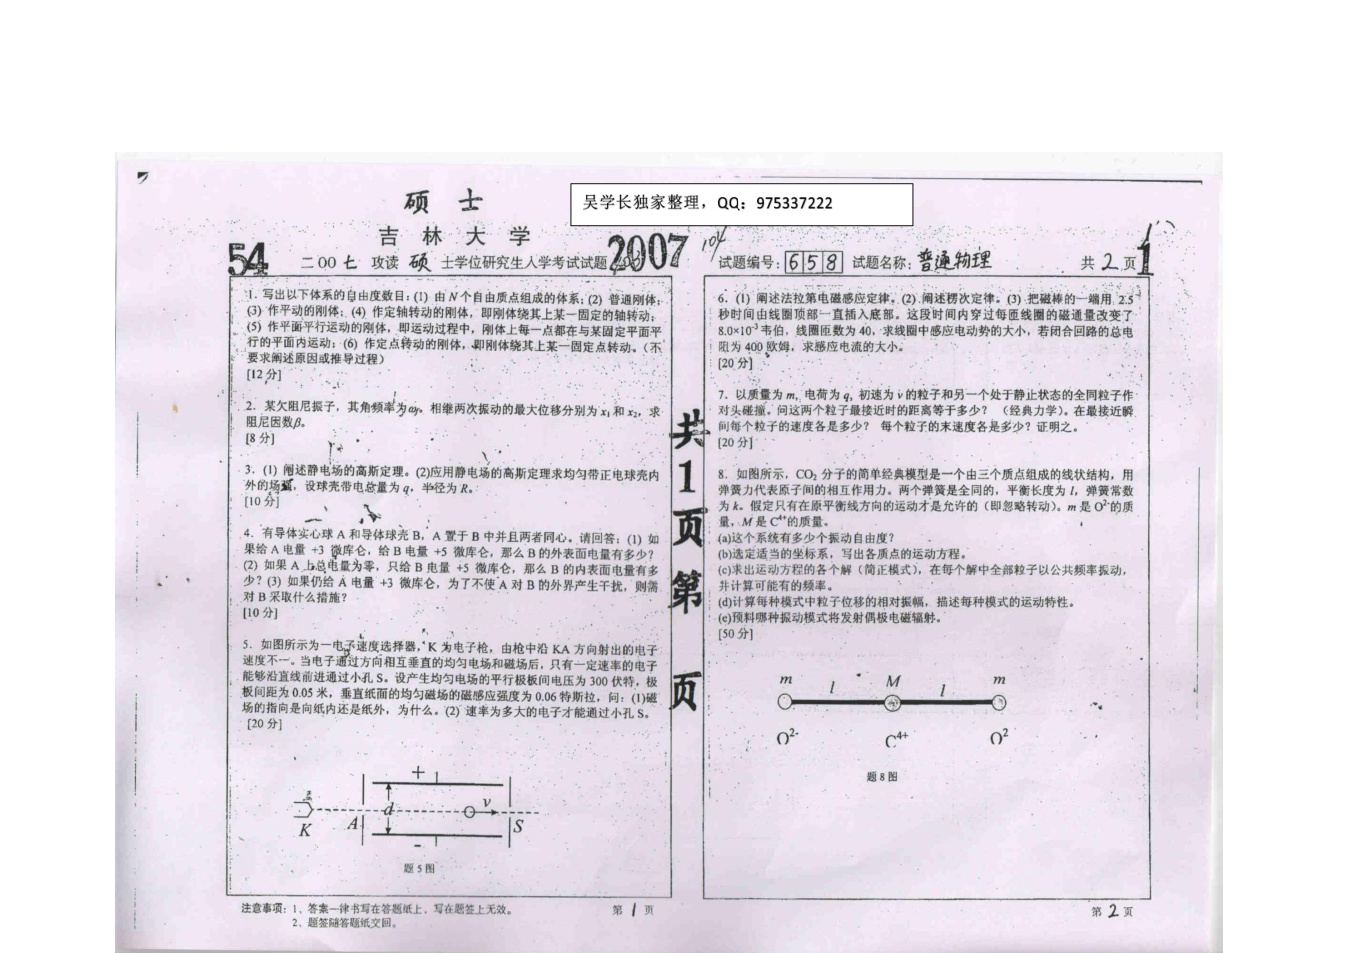 硕 士
吴学长独家整理，QQ：975337222
吉 林 大 学
54
二00七 攻读 硕 士学位研究生入学考试试题
2007
104
试题编号：658 试题名称：普通物理 共 2 页
1
1. 写出以下体系的自由度数目：(1) 由 N 个自由质点组成的体系；(2) 普通刚体；
(3) 作平动的刚体；(4) 作定轴转动的刚体，即刚体绕其上某一固定的轴转动；
(5) 作平面平行运动的刚体，即运动过程中，刚体上每一点都在与某固定平面平
行的平面内运动；(6) 作定点转动的刚体，即刚体绕其上某一固定点转动。（不
要求阐述原因或推导过程）
[12 分]
2. 某欠阻尼振子，其角频率为ωf，相继两次振动的最大位移分别为 x₁ 和 x₂，求
阻尼因数β。
[8 分]
3. (1) 阐述静电场的高斯定理。(2)应用静电场的高斯定理求均匀带正电球壳内
外的场强，设球壳带电总量为 q，半径为 R。
[10 分]
4. 有导体实心球 A 和导体球壳 B，A 置于 B 中并且两者同心。请回答：(1) 如
果给 A 电量 +3 微库仑，给 B 电量 +5 微库仑，那么 B 的外表面电量有多少？
(2) 如果 A 上总电量为零，只给 B 电量 +5 微库仑，那么 B 的内表面电量有多
少？(3) 如果仍给 A 电量 +3 微库仑，为了不使 A 对 B 的外界产生干扰，则需
对 B 采取什么措施？
[10 分]
5. 如图所示为一电子速度选择器，K 为电子枪，由枪中沿 KA 方向射出的电子
速度不一。当电子通过方向相互垂直的均匀电场和磁场后，只有一定速率的电子
能够沿直线前进通过小孔 S。设产生均匀电场的平行极板间电压为 300 伏特，极
板间距为 0.05 米，垂直纸面的均匀磁场的磁感应强度为 0.06 特斯拉，问：(1)磁
场的指向是向纸内还是纸外，为什么。(2) 速率为多大的电子才能通过小孔 S。
[20 分]
+
d
v
K
A
S
-
题 5 图
共
1
页
第
页
6. (1) 阐述法拉第电磁感应定律。(2) 阐述楞次定律。(3) 把磁棒的一端用 2.5
秒时间由线圈顶部一直插入底部。这段时间内穿过每匝线圈的磁通量改变了
8.0×10⁻³ 韦伯，线圈匝数为 40，求线圈中感应电动势的大小，若闭合回路的总电
阻为 400 欧姆，求感应电流的大小。
[20 分]
7. 以质量为 m，电荷为 q，初速为 v 的粒子和另一个处于静止状态的全同粒子作
对头碰撞。问这两个粒子最接近时的距离等于多少？ （经典力学）。在最接近瞬
间每个粒子的速度各是多少？ 每个粒子的末速度各是多少？证明之。
[20 分]
8. 如图所示，CO₂ 分子的简单经典模型是一个由三个质点组成的线状结构，用
弹簧力代表原子间的相互作用力。两个弹簧是全同的，平衡长度为 l，弹簧常数
为 k。假定只有在原平衡线方向的运动才是允许的（即忽略转动）。m 是 O²⁻的质
量，M 是 C⁴⁺的质量。
(a)这个系统有多少个振动自由度？
(b)选定适当的坐标系，写出各质点的运动方程。
(c)求出运动方程的各个解（简正模式），在每个解中全部粒子以公共频率振动，
并计算可能有的频率。
(d)计算每种模式中粒子位移的相对振幅，描述每种模式的运动特性。
(e)预料哪种振动模式将发射偶极电磁辐射。
[50 分]
m l M l m
O²⁻ C⁴⁺ O²
题 8 图
注意事项：1、答案一律书写在答题纸上，写在题签上无效。
2、题签随答题纸交回。
第 1 页
第 2 页